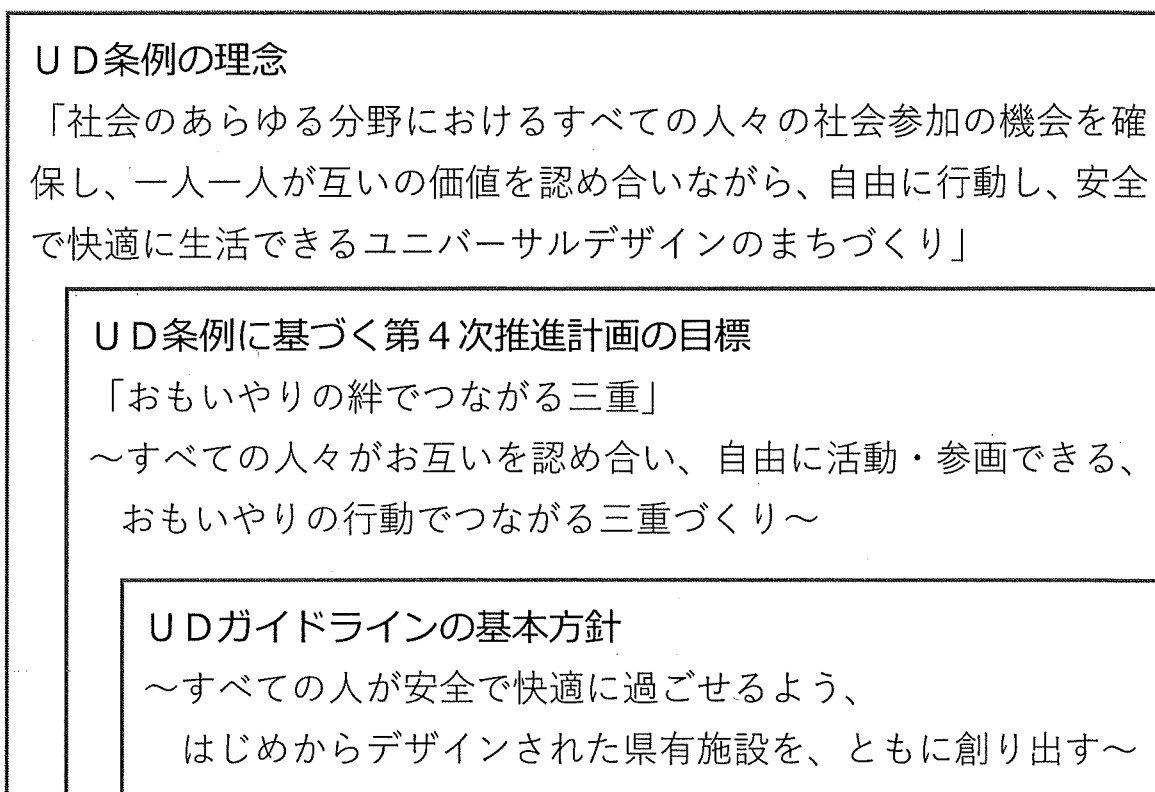 ＵＤ条例の理念
「社会のあらゆる分野におけるすべての人々の社会参加の機会を確
保し、一人一人が互いの価値を認め合いながら、自由に行動し、安全
で快適に生活できるユニバーサルデザインのまちづくり」
ＵＤ条例に基づく第４次推進計画の目標
「おもいやりの絆でつながる三重」
～すべての人々がお互いを認め合い、自由に活動・参画できる、
おもいやりの行動でつながる三重づくり～
ＵＤガイドラインの基本方針
～すべての人が安全で快適に過ごせるよう、
はじめからデザインされた県有施設を、ともに創り出す～